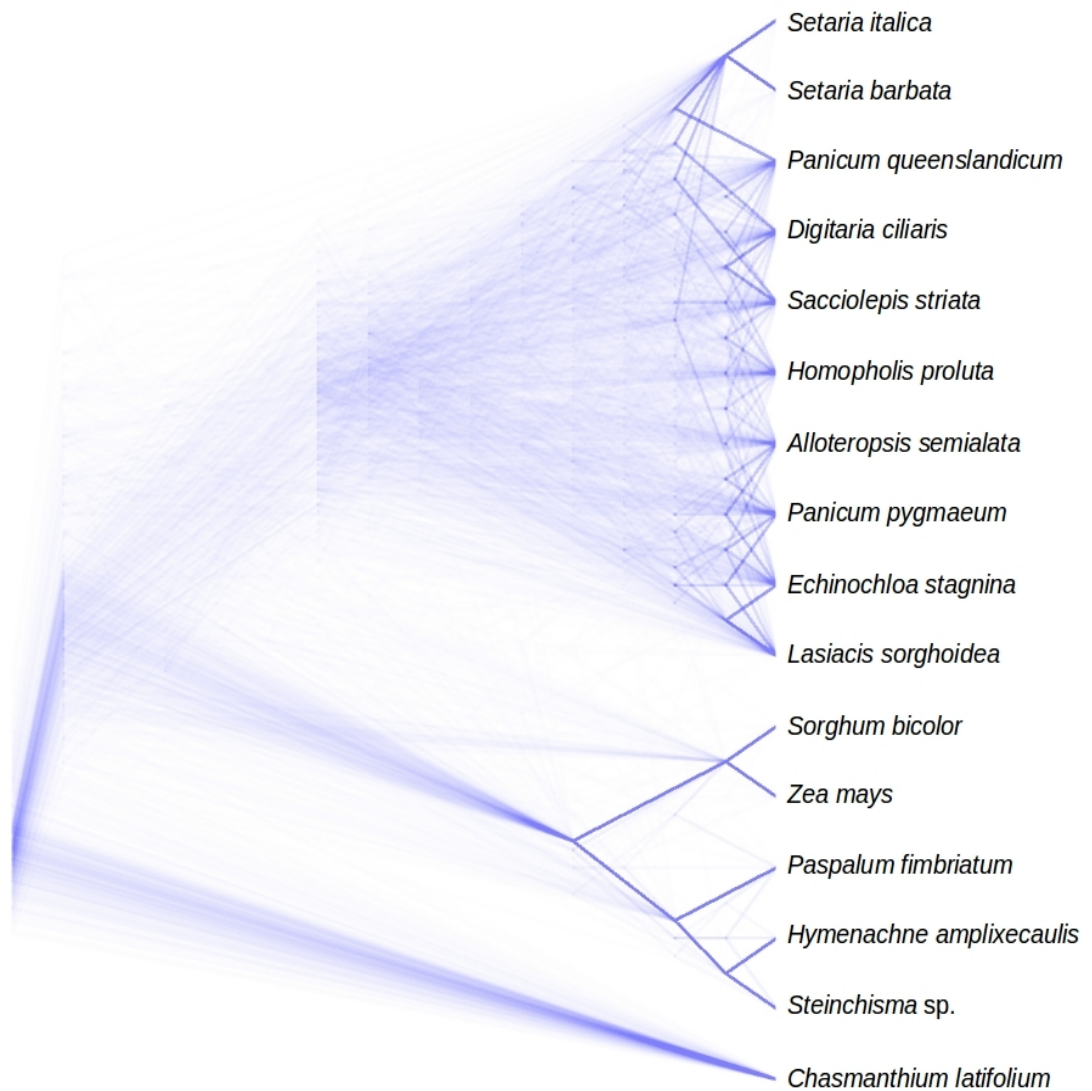 Setaria italica
Setaria barbata
Panicum queenslandicum
Digitaria ciliaris
Sacciolepis striata
Homopholis proluta
Alloteropsis semialata
Panicum pygmaeum
Echinochloa stagnina
Lasiacis sorghoidea
Sorghum bicolor
Zea mays
Paspalum fimbriatum
Hymenachne amplixecaulis
Steinchisma sp.
Chasmanthium latifolium